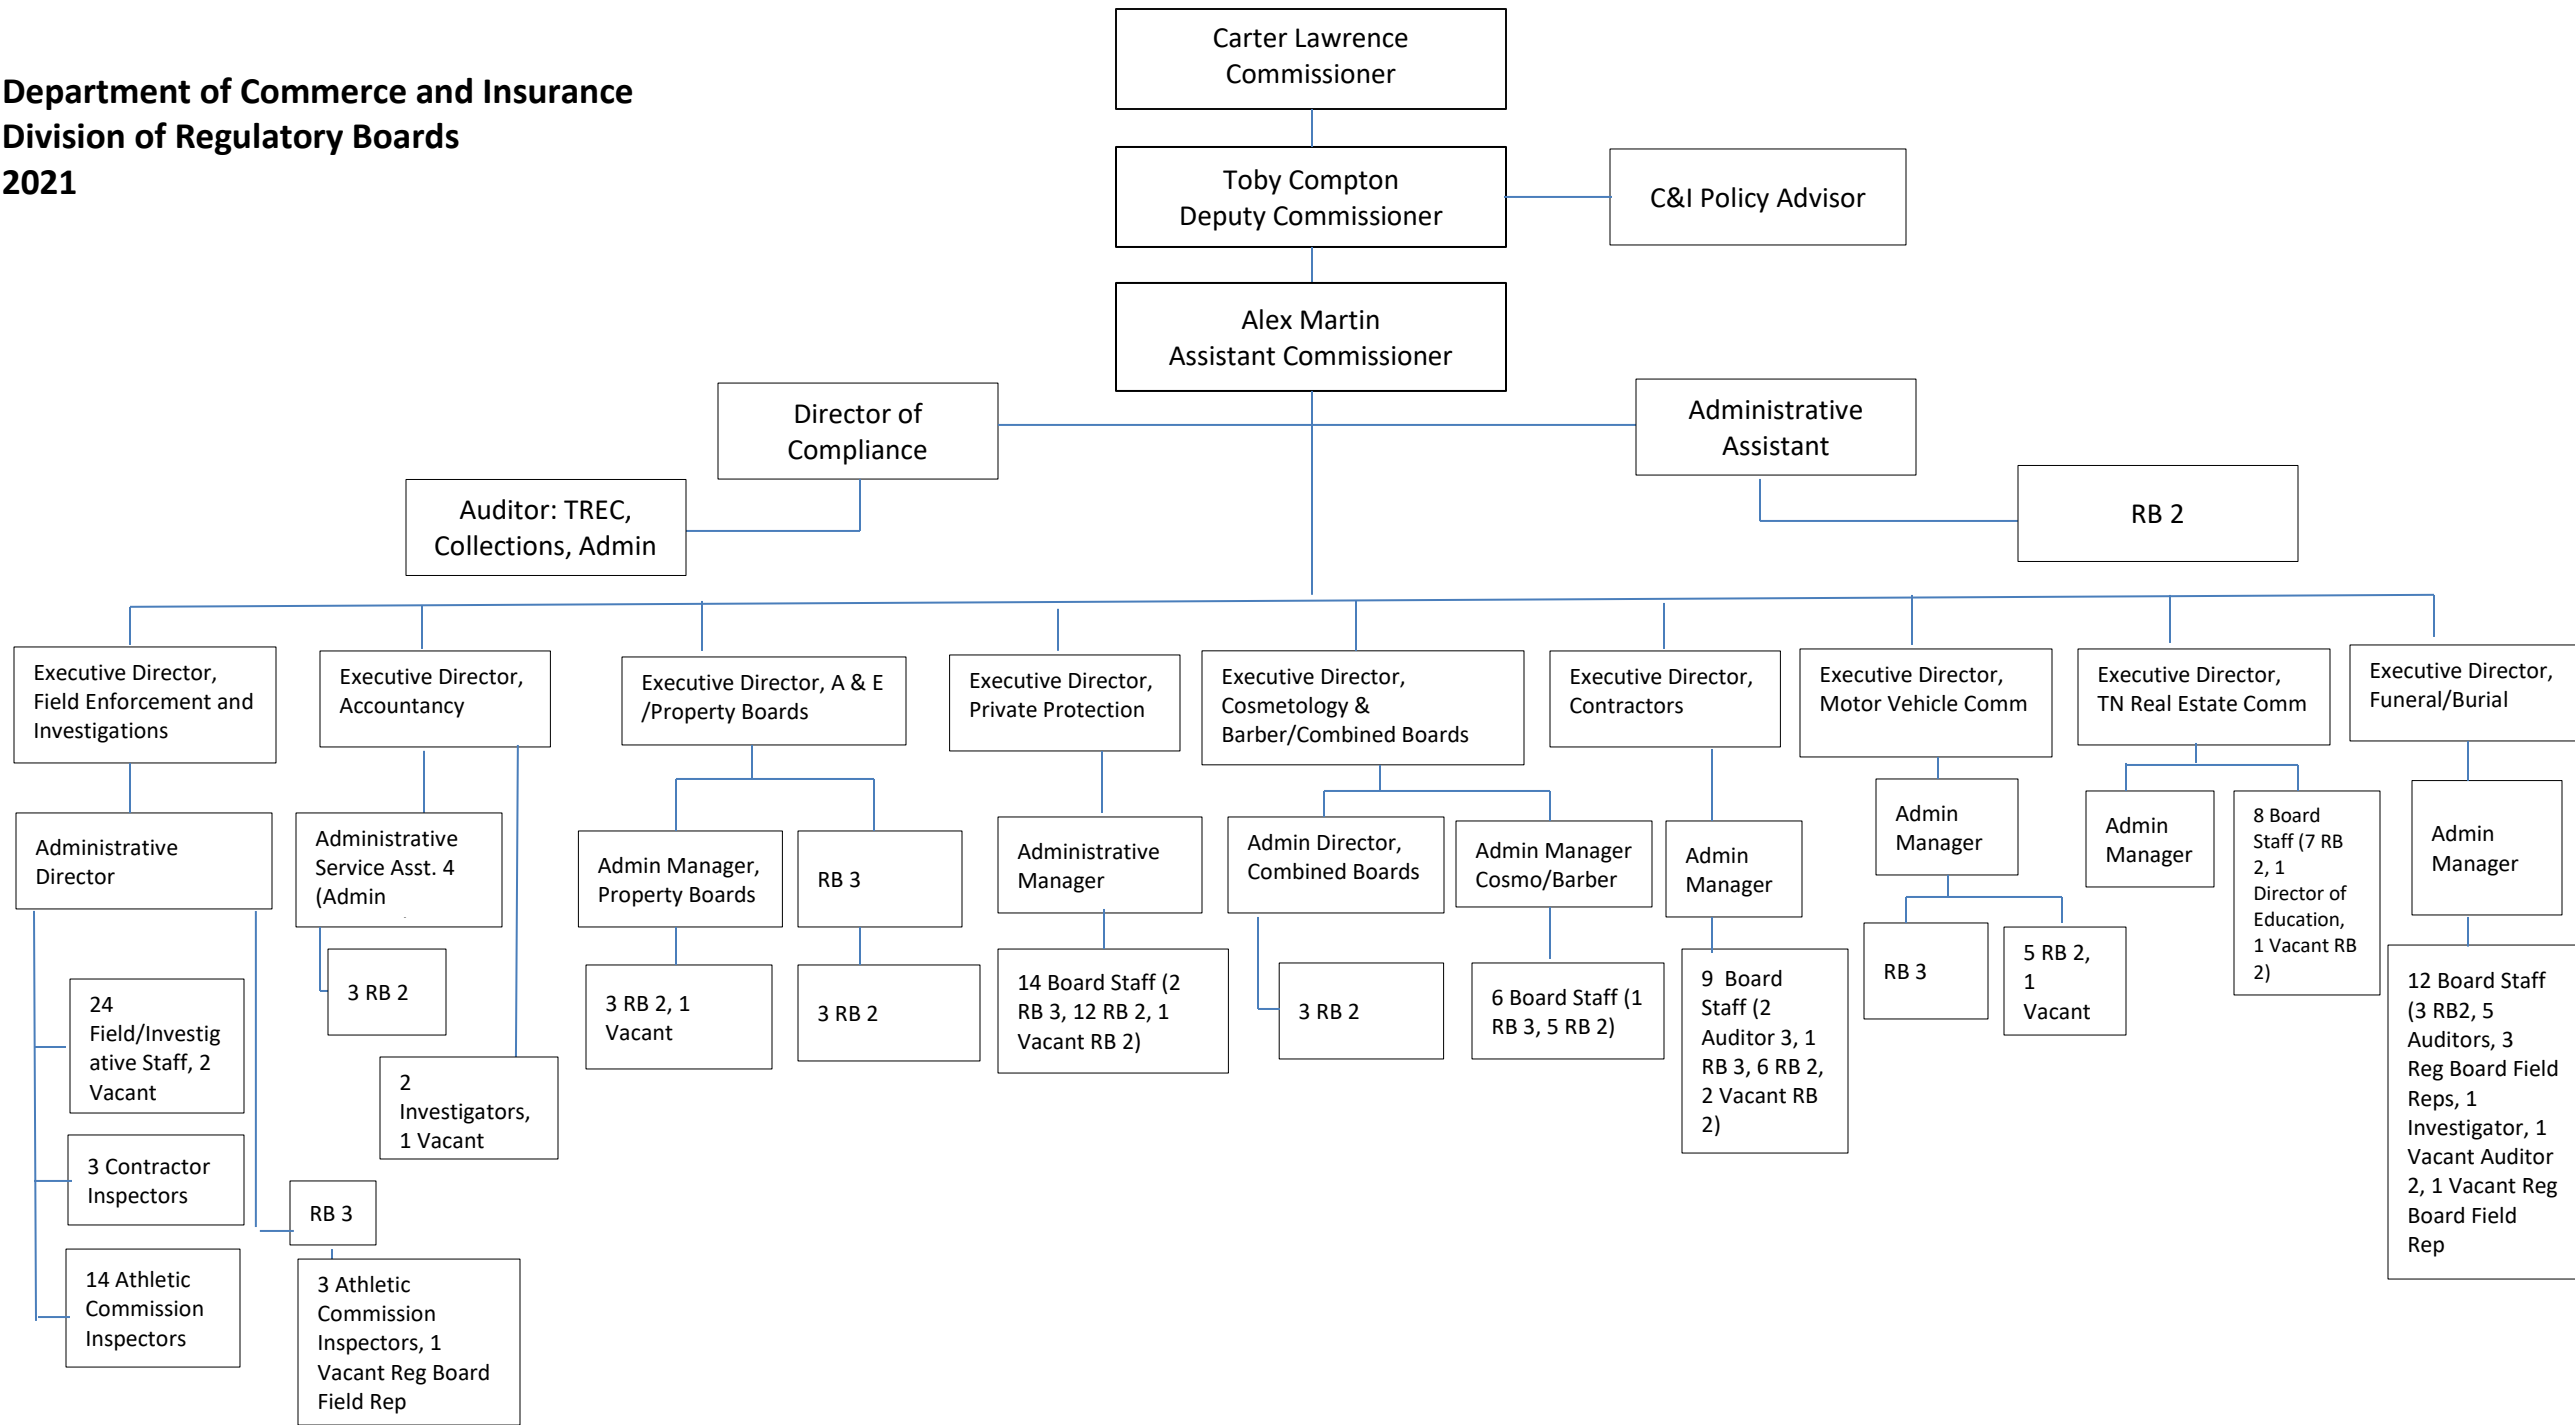 Department of Commerce and Insurance
Division of Regulatory Boards
2021
Carter Lawrence
Commissioner
Toby Compton
Deputy Commissioner
C&I Policy Advisor
Alex Martin
Assistant Commissioner
Director of
Compliance
Administrative
Assistant
Auditor: TREC,
Collections, Admin
RB 2
Executive Director,
Field Enforcement and
Investigations
Executive Director,
Accountancy
Executive Director, A & E
/Property Boards
Executive Director,
Private Protection
Executive Director,
Cosmetology &
Barber/Combined Boards
Executive Director,
Contractors
Executive Director,
Motor Vehicle Comm
Executive Director,
TN Real Estate Comm
Executive Director,
Funeral/Burial
Administrative
Director
Administrative
Service Asst. 4
(Admin
Admin Manager,
Property Boards
RB 3
Administrative
Manager
Admin Director,
Combined Boards
Admin Manager
Cosmo/Barber
Admin
Manager
Admin
Manager
Admin
Manager
8 Board
Staff (7 RB
2, 1
Director of
Education,
1 Vacant RB
2)
Admin
Manager
24
Field/Investig
ative Staff, 2
Vacant
3 RB 2
2
Investigators,
1 Vacant
3 RB 2, 1
Vacant
3 RB 2
14 Board Staff (2
RB 3, 12 RB 2, 1
Vacant RB 2)
3 RB 2
6 Board Staff (1
RB 3, 5 RB 2)
9  Board
Staff (2
Auditor 3, 1
RB 3, 6 RB 2,
2 Vacant RB
2)
RB 3
5 RB 2,
1
Vacant
12 Board Staff
(3 RB2, 5
Auditors, 3
Reg Board Field
Reps, 1
Investigator, 1
Vacant Auditor
2, 1 Vacant Reg
Board Field
Rep
3 Contractor
Inspectors
RB 3
14 Athletic
Commission
Inspectors
3 Athletic
Commission
Inspectors, 1
Vacant Reg Board
Field Rep